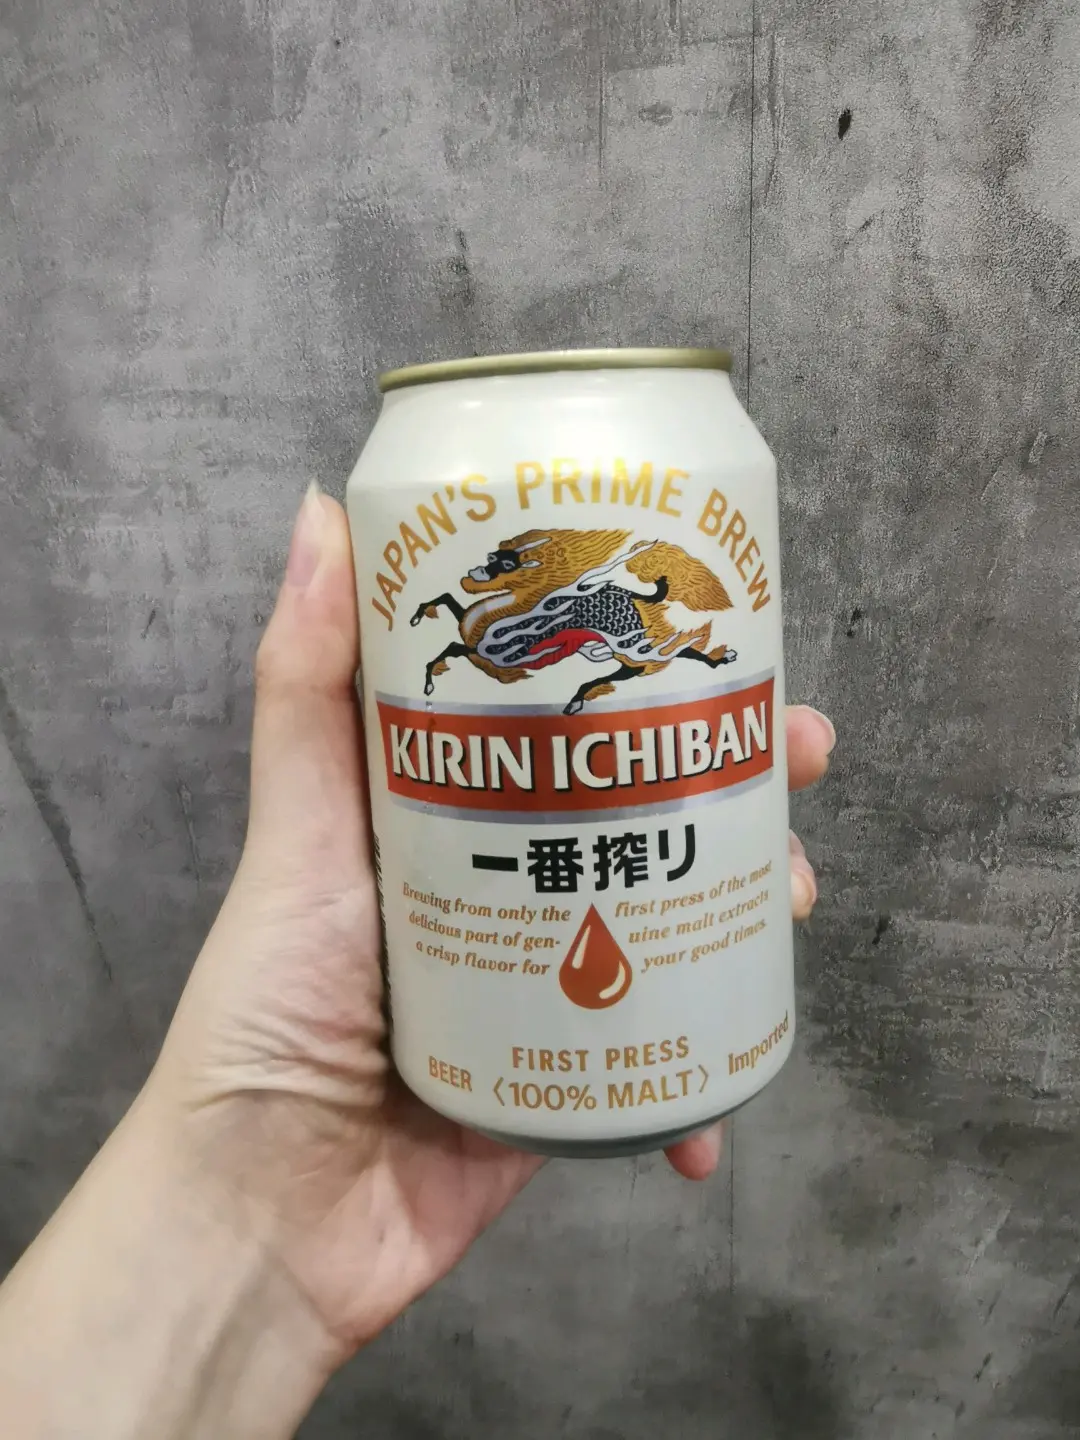 JAPAN'S PRIME BREW
KIRIN ICHIBAN
一番搾り
Brewing from only the first press of the most
delicious part of gen- uine malt extracts
a crisp flavor for your good times.
FIRST PRESS
BEER 〈100% MALT〉 Imported